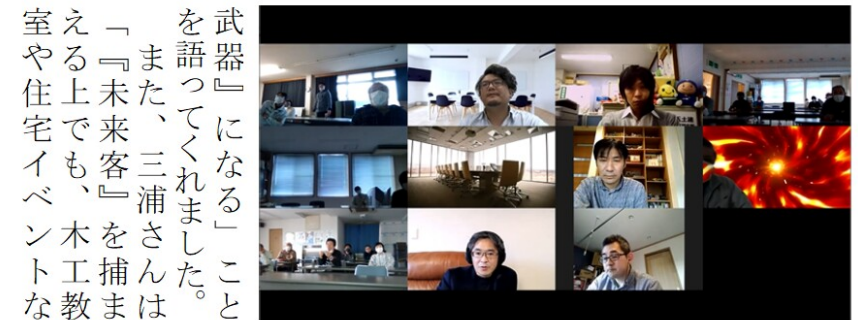 武器』になる」こと
を語ってくれました。
また、三浦さんは
「『未来客』を捕ま
える上でも、木工教
室や住宅イベントな